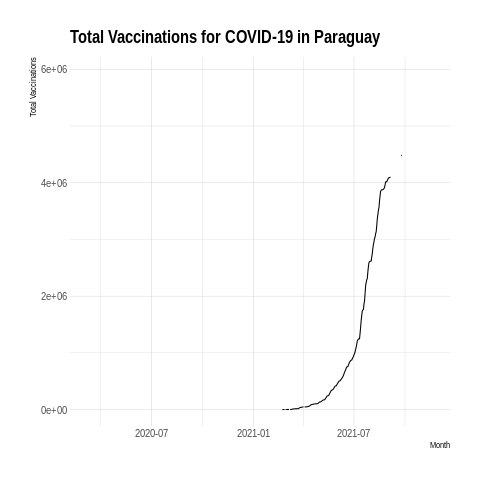 Total Vaccinations for COVID-19 in Paraguay
Total Vaccinations
6e+06
4e+06
2e+06
0e+00
2020-07
2021-01
2021-07
Month